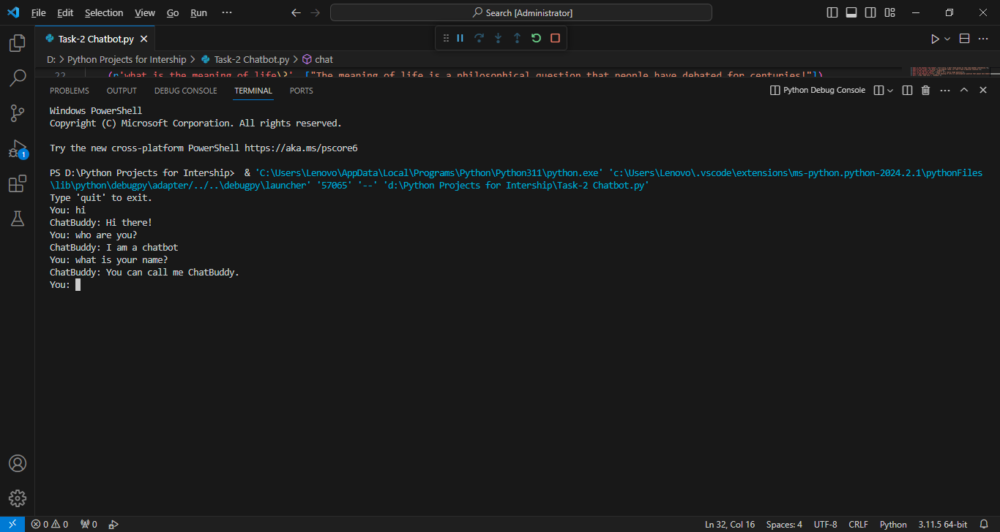 File Edit Selection View Go Run ··· Search [Administrator]
Task-2 Chatbot.py
D: > Python Projects for Intership > Task-2 Chatbot.py > chat
22 (r'what is the meaning of life\?', ["The meaning of life is a philosophical question that people have debated for centuries!"])
PROBLEMS OUTPUT DEBUG CONSOLE TERMINAL PORTS Python Debug Console
Windows PowerShell
Copyright (C) Microsoft Corporation. All rights reserved.
Try the new cross-platform PowerShell https://aka.ms/pscore6
PS D:\Python Projects for Intership>  & 'C:\Users\Lenovo\AppData\Local\Programs\Python\Python311\python.exe' 'c:\Users\Lenovo\.vscode\extensions\ms-python.python-2024.2.1\pythonFiles
\lib\python\debugpy\adapter/../..\debugpy\launcher' '57065' '--' 'd:\Python Projects for Intership\Task-2 Chatbot.py'
Type 'quit' to exit.
You: hi
ChatBuddy: Hi there!
You: who are you?
ChatBuddy: I am a chatbot
You: what is your name?
ChatBuddy: You can call me ChatBuddy.
You:
1
0 0 0 Ln 32, Col 16 Spaces: 4 UTF-8 CRLF Python 3.11.5 64-bit